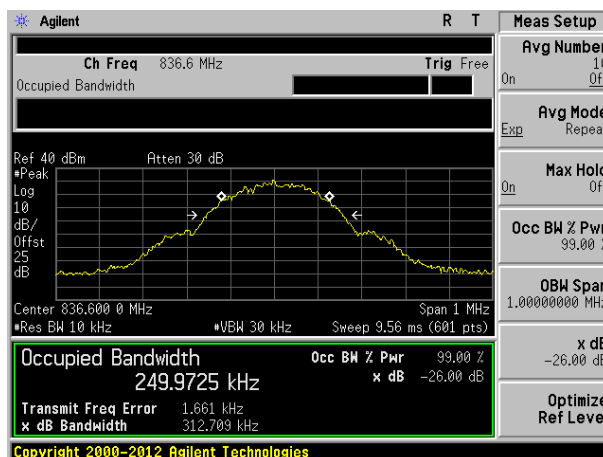 Agilent R T
Ch Freq 836.6 MHz Trig Free
Occupied Bandwidth
Ref 40 dBm Atten 30 dB
#Peak
Log
10
dB/
Offst
25
dB
Center 836.600 0 MHz Span 1 MHz
#Res BW 10 kHz #VBW 30 kHz Sweep 9.56 ms (601 pts)
Occupied Bandwidth Occ BW % Pwr 99.00 %
249.9725 kHz x dB -26.00 dB
Transmit Freq Error 1.661 kHz
x dB Bandwidth 312.709 kHz
Copyright 2000-2012 Agilent Technologies
Meas Setup
Avg Number
On
Avg Mode
Exp Repea
Max Hold
On
Occ BW % Pwr
99.00 %
OBW Span
1.00000000 MHz
x dB
-26.00 dB
Optimize
Ref Leve